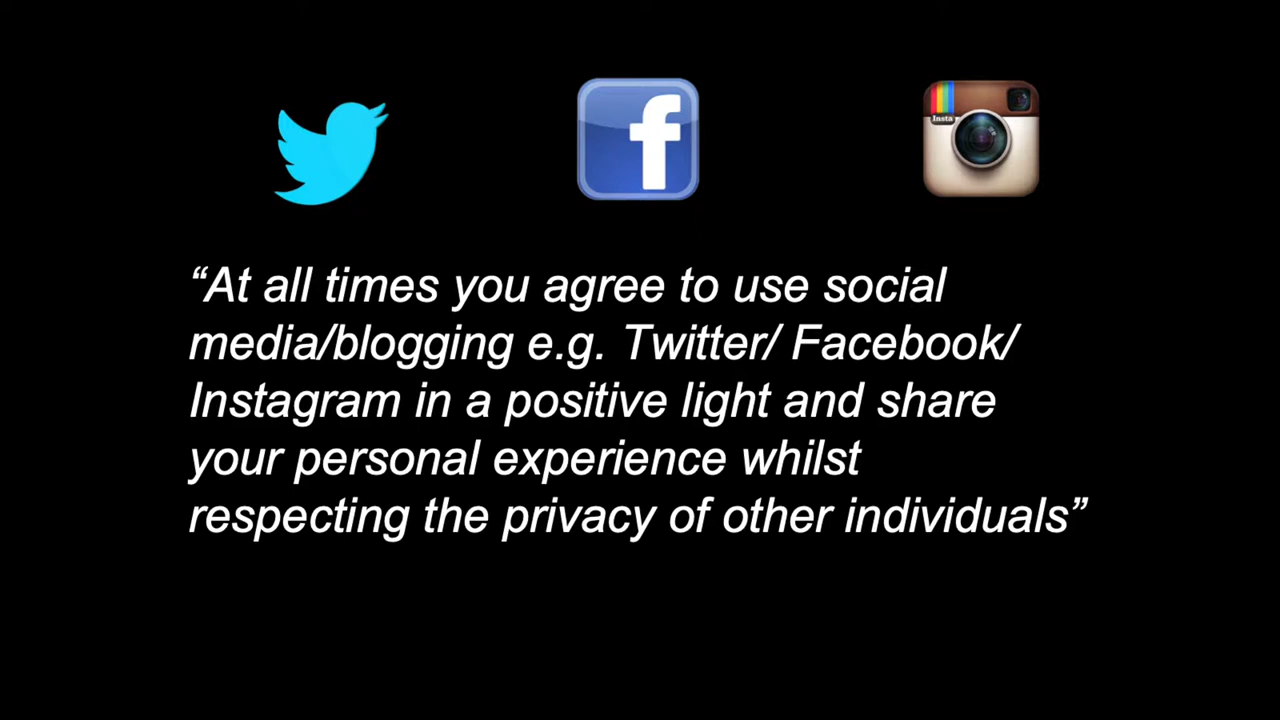 Insta
“At all times you agree to use social
media/blogging e.g. Twitter/ Facebook/
Instagram in a positive light and share
your personal experience whilst
respecting the privacy of other individuals”